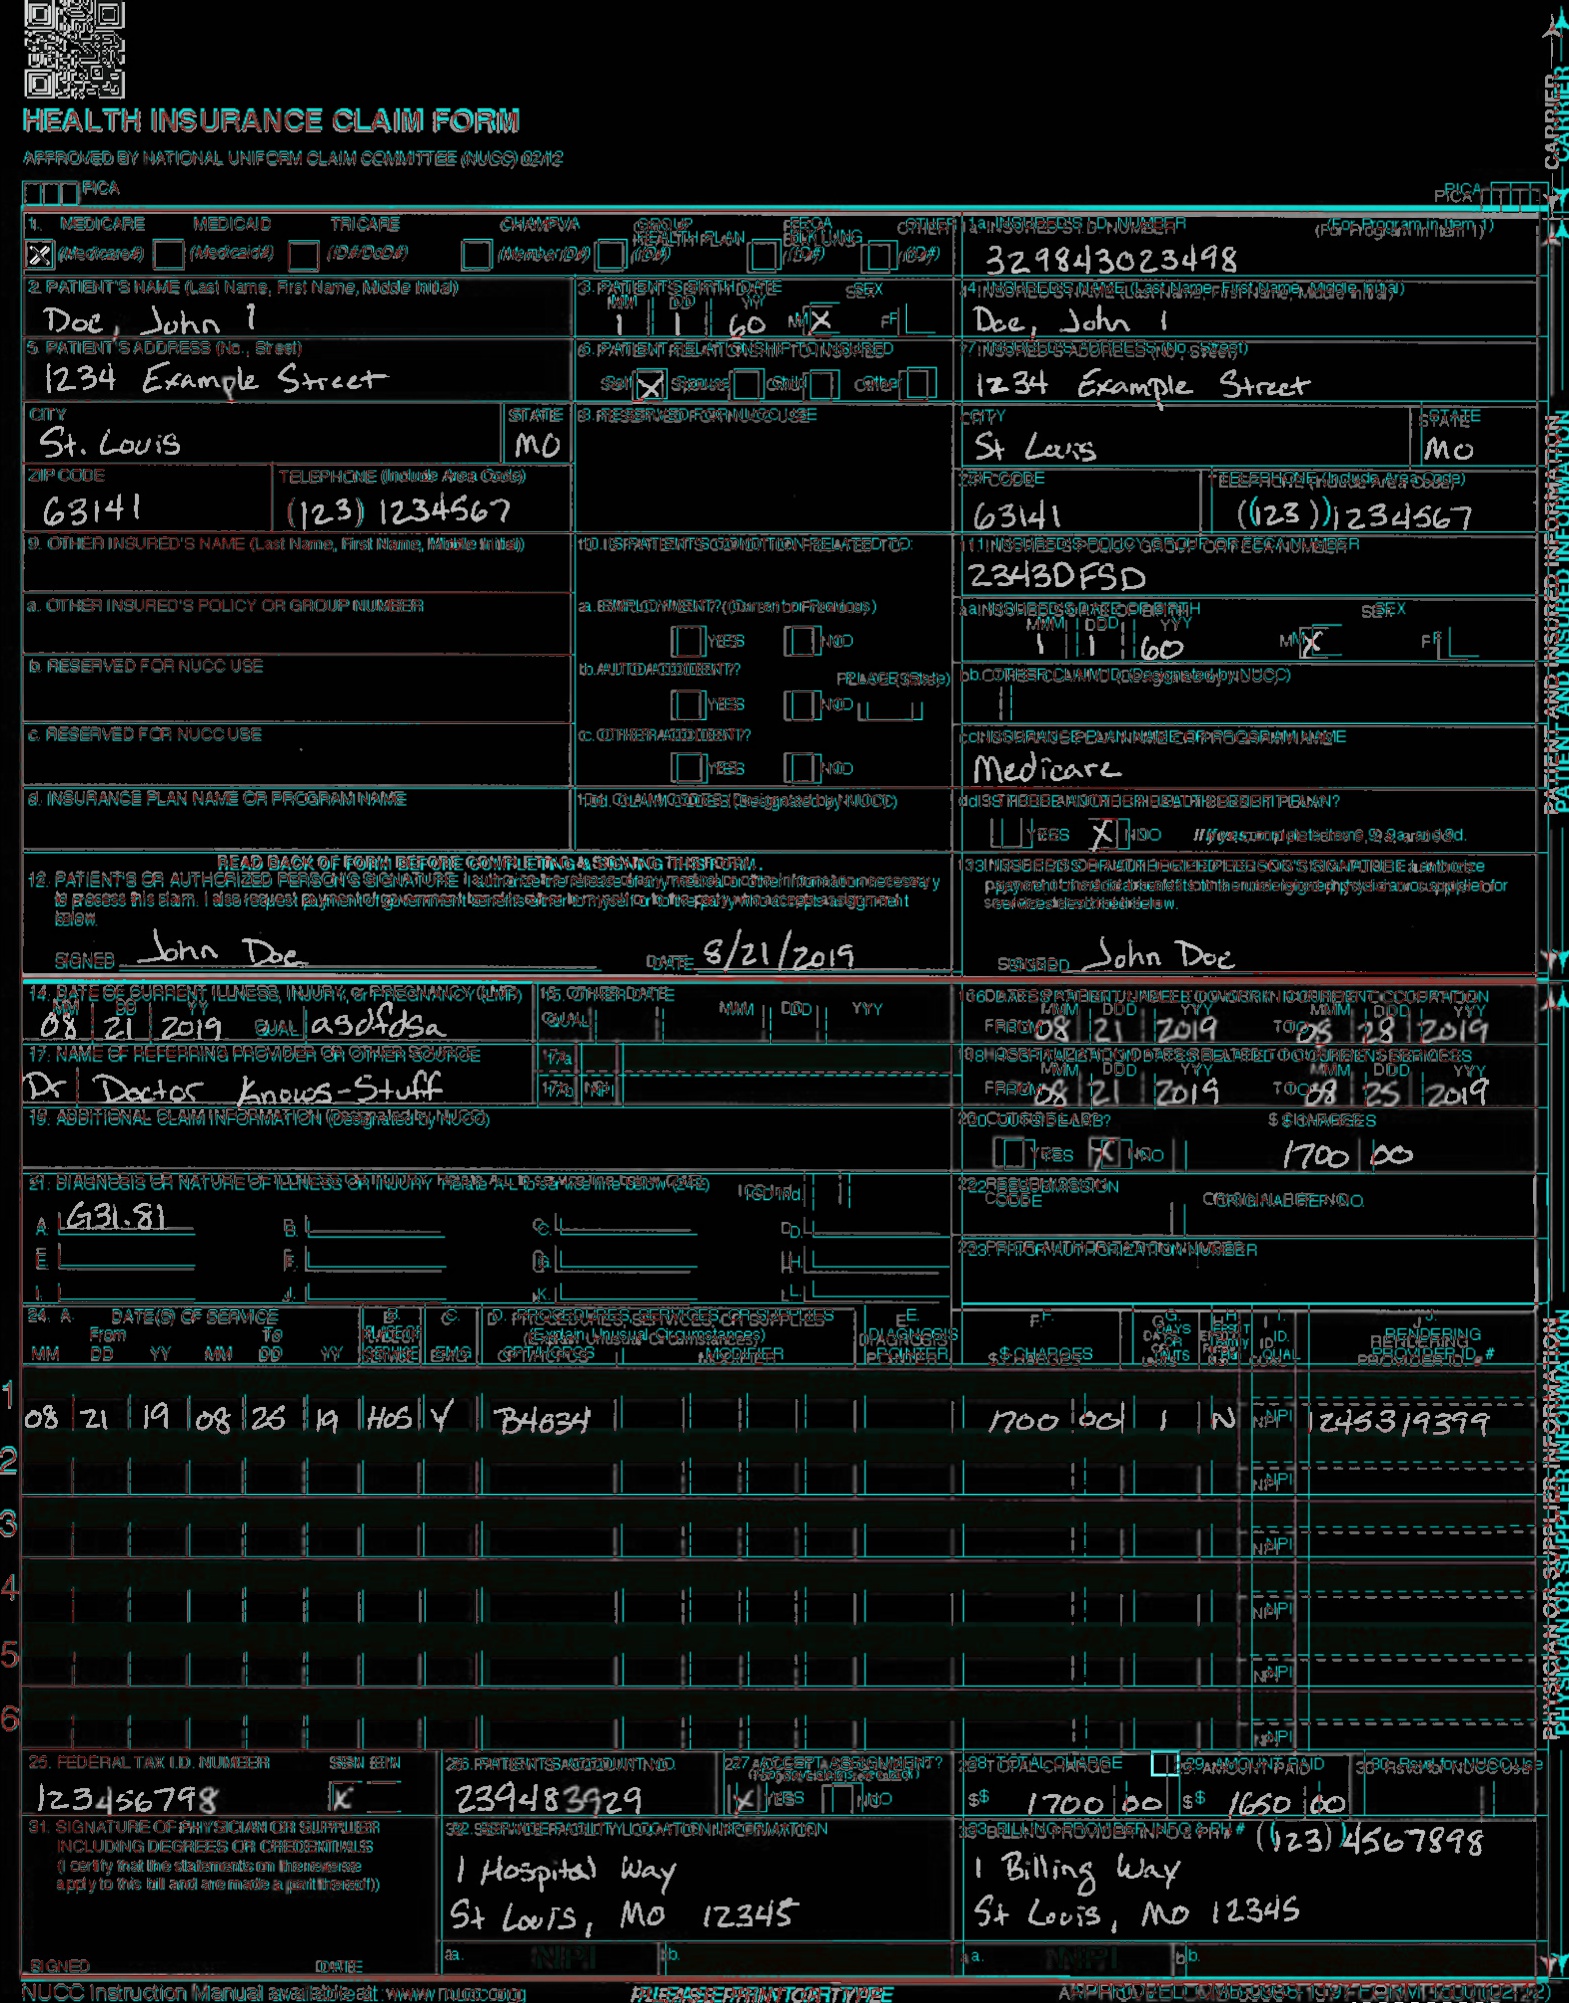 HEALTH INSURANCE CLAIM FORM
APPROVED BY NATIONAL UNIFORM CLAIM COMMITTEE (NUCC) 02/12
PICA
PICA
CARRIER
1. MEDICARE MEDICAID TRICARE CHAMPVA GROUP HEALTH PLAN FECA BLK LUNG OTHER
X (Medicare#) (Medicaid#) (ID#/DoD#) (Member ID#) (ID#) (ID#) (ID#)
1a. INSURED'S I.D. NUMBER (For Program in Item 1)
329843023498
2. PATIENT'S NAME (Last Name, First Name, Middle Initial)
Doe, John 1
3. PATIENT'S BIRTH DATE SEX
MM DD YY
1 1 60 M X F
4. INSURED'S NAME (Last Name, First Name, Middle Initial)
Doe, John 1
5. PATIENT'S ADDRESS (No., Street)
1234 Example Street
6. PATIENT RELATIONSHIP TO INSURED
Self X Spouse Child Other
7. INSURED'S ADDRESS (No., Street)
1234 Example Street
CITY STATE
St. Louis MO
8. RESERVED FOR NUCC USE
CITY STATE
St Louis MO
ZIP CODE TELEPHONE (Include Area Code)
63141 (123) 1234567
ZIP CODE TELEPHONE (Include Area Code)
63141 (123) 1234567
9. OTHER INSURED'S NAME (Last Name, First Name, Middle Initial)
10. IS PATIENT'S CONDITION RELATED TO:
11. INSURED'S POLICY GROUP OR FECA NUMBER
2343DFSD
a. OTHER INSURED'S POLICY OR GROUP NUMBER
a. EMPLOYMENT? (Current or Previous)
YES NO
a. INSURED'S DATE OF BIRTH SEX
MM DD YY
1 1 60 M X F
b. RESERVED FOR NUCC USE
b. AUTO ACCIDENT? PLACE (State)
YES NO
b. OTHER CLAIM ID (Designated by NUCC)
c. RESERVED FOR NUCC USE
c. OTHER ACCIDENT?
YES NO
c. INSURANCE PLAN NAME OR PROGRAM NAME
Medicare
d. INSURANCE PLAN NAME OR PROGRAM NAME
10d. CLAIM CODES (Designated by NUCC)
d. IS THERE ANOTHER HEALTH BENEFIT PLAN?
YES X NO If yes, complete items 9, 9a, and 9d.
PATIENT AND INSURED INFORMATION
READ BACK OF FORM BEFORE COMPLETING & SIGNING THIS FORM.
12. PATIENT'S OR AUTHORIZED PERSON'S SIGNATURE I authorize the release of any medical or other information necessary
to process this claim. I also request payment of government benefits either to myself or to the party who accepts assignment
below.
SIGNED John Doe DATE 8/21/2019
13. INSURED'S OR AUTHORIZED PERSON'S SIGNATURE I authorize
payment of medical benefits to the undersigned physician or supplier for
services described below.
SIGNED John Doe
14. DATE OF CURRENT ILLNESS, INJURY, or PREGNANCY (LMP)
MM DD YY
08 21 2019 QUAL asdfdsa
15. OTHER DATE
QUAL MM DD YY
16. DATES PATIENT UNABLE TO WORK IN CURRENT OCCUPATION
MM DD YY MM DD YY
FROM 08 21 2019 TO 08 28 2019
17. NAME OF REFERRING PROVIDER OR OTHER SOURCE
Dr Doctor Knows-Stuff
17a.
17b. NPI
18. HOSPITALIZATION DATES RELATED TO CURRENT SERVICES
MM DD YY MM DD YY
FROM 08 21 2019 TO 08 25 2019
19. ADDITIONAL CLAIM INFORMATION (Designated by NUCC)
20. OUTSIDE LAB? $ CHARGES
YES X NO 1700 00
21. DIAGNOSIS OR NATURE OF ILLNESS OR INJURY Relate A-L to service line below (24E) ICD Ind.
A. G31.81 B. C. D.
E. F. G. H.
I. J. K. L.
22. RESUBMISSION CODE ORIGINAL REF. NO.
23. PRIOR AUTHORIZATION NUMBER
24. A. DATE(S) OF SERVICE B. C. D. PROCEDURES, SERVICES, OR SUPPLIES E. F. G. H. I. J.
From To PLACE OF (Explain Unusual Circumstances) DIAGNOSIS DAYS OR UNITS ID. RENDERING
MM DD YY MM DD YY SERVICE EMG CPT/HCPCS MODIFIER POINTER $ CHARGES QUAL. PROVIDER ID. #
1 08 21 19 08 26 19 HOS Y B4034 1700 00 1 N NPI 1245319399
2 NPI
3 NPI
4 NPI
5 NPI
6 NPI
PHYSICIAN OR SUPPLIER INFORMATION
25. FEDERAL TAX I.D. NUMBER SSN EIN
123456798 X
26. PATIENT'S ACCOUNT NO.
239483929
27. ACCEPT ASSIGNMENT?
X YES NO
28. TOTAL CHARGE
$ 1700 00
29. AMOUNT PAID
$ 1650 00
30. Rsvd for NUCC Use
31. SIGNATURE OF PHYSICIAN OR SUPPLIER
INCLUDING DEGREES OR CREDENTIALS
(I certify that the statements on the reverse
apply to this bill and are made a part thereof.)
SIGNED DATE
32. SERVICE FACILITY LOCATION INFORMATION
1 Hospital Way
St Louis, MO 12345
a. NPI b.
33. BILLING PROVIDER INFO & PH # (123) 4567898
1 Billing Way
St Louis, MO 12345
a. NPI b.
NUCC Instruction Manual available at: www.nucc.org
PLEASE PRINT OR TYPE